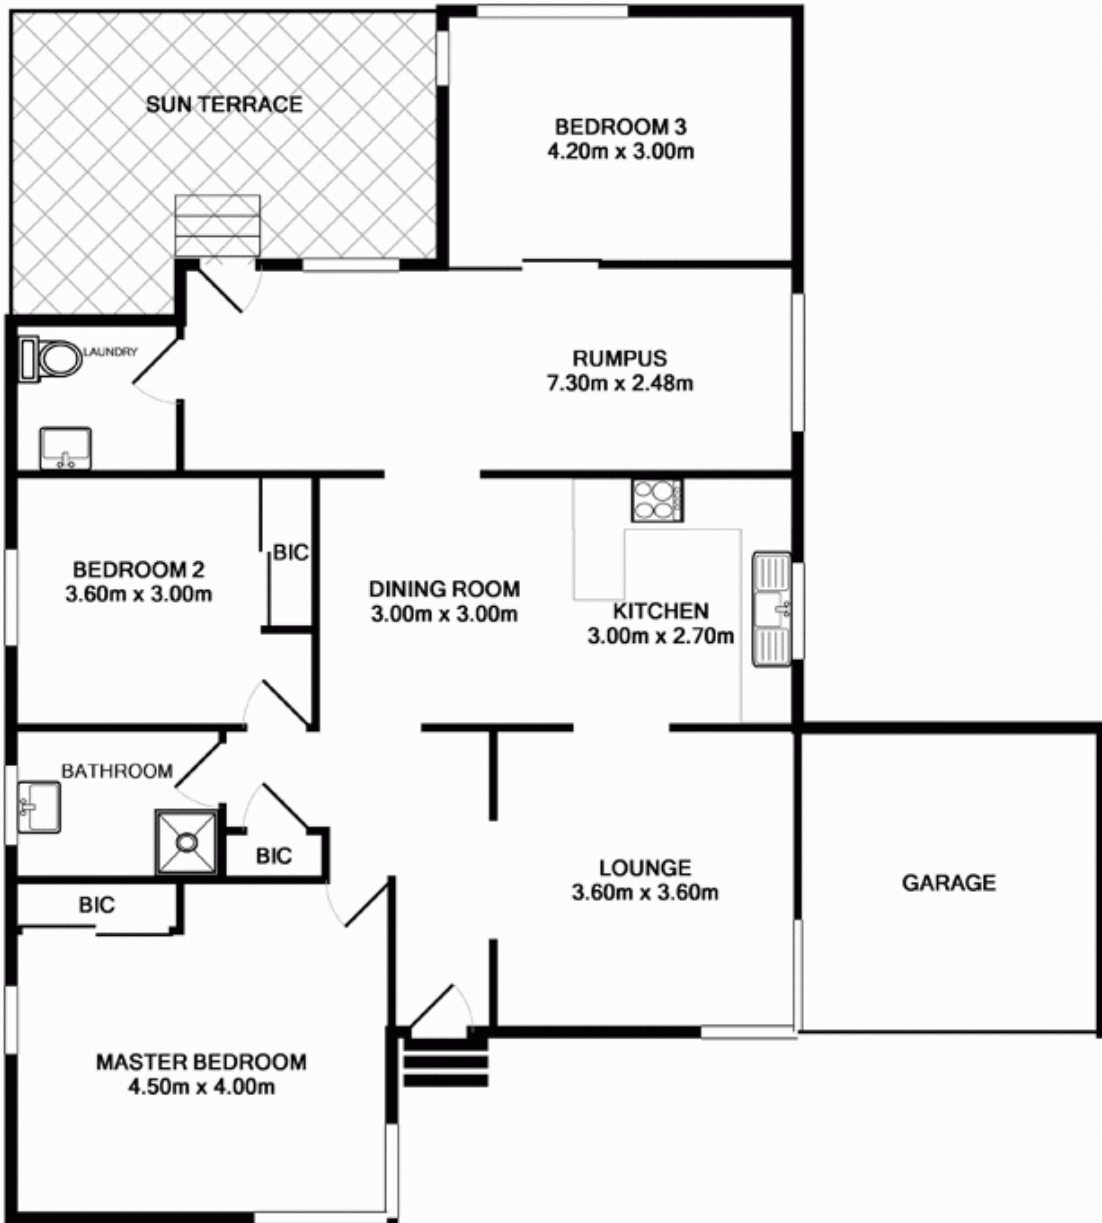 SUN TERRACE
BEDROOM 3
4.20m x 3.00m
LAUNDRY
RUMPUS
7.30m x 2.48m
BEDROOM 2
3.60m x 3.00m
BIC
DINING ROOM
3.00m x 3.00m
KITCHEN
3.00m x 2.70m
BATHROOM
BIC
LOUNGE
3.60m x 3.60m
GARAGE
BIC
MASTER BEDROOM
4.50m x 4.00m